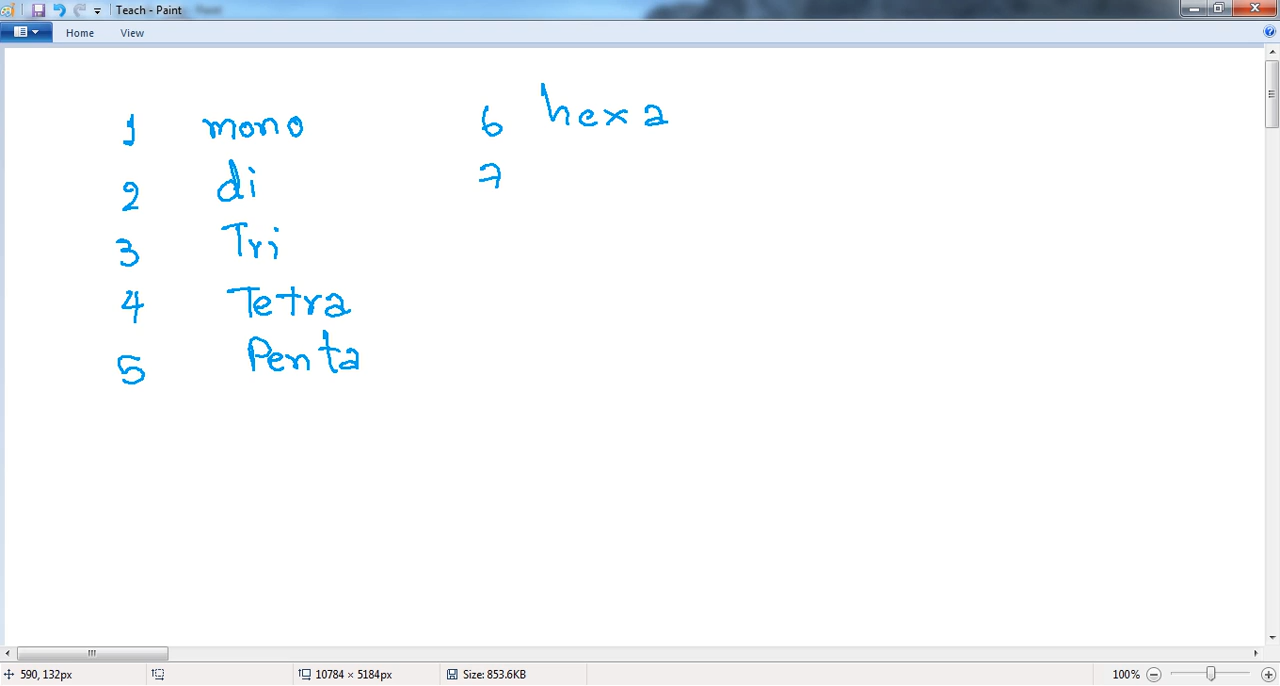 Teach - Paint
Home View
1 mono
2 di
3 Tri
4 Tetra
5 Penta
6 hexa
7
590, 132px
10784 × 5184px
Size: 853.6KB
100%